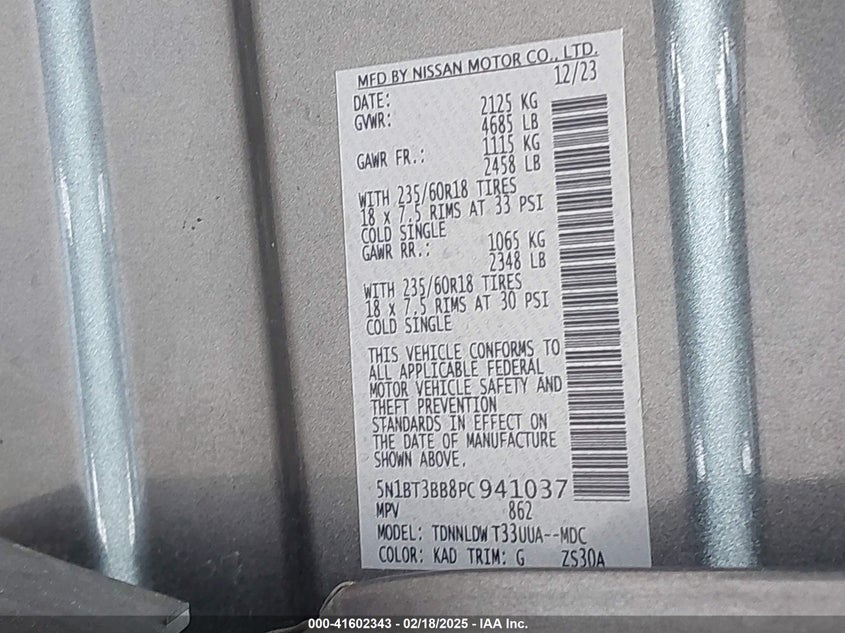 MFD BY NISSAN MOTOR CO., LTD.
DATE: 12/23
GVWR: 2125 KG
4685 LB
GAWR FR.: 1115 KG
2458 LB
WITH 235/60R18 TIRES
18 x 7.5 RIMS AT 33 PSI
COLD SINGLE
GAWR RR.: 1065 KG
2348 LB
WITH 235/60R18 TIRES
18 x 7.5 RIMS AT 30 PSI
COLD SINGLE
THIS VEHICLE CONFORMS TO
ALL APPLICABLE FEDERAL
MOTOR VEHICLE SAFETY AND
THEFT PREVENTION
STANDARDS IN EFFECT ON
THE DATE OF MANUFACTURE
SHOWN ABOVE.
5N1BT3BB8PC941037
MPV 862
MODEL: TDNNLDWT33UUA--MDC
COLOR: KAD TRIM: G ZS30A
000-41602343 - 02/18/2025 - IAA Inc.